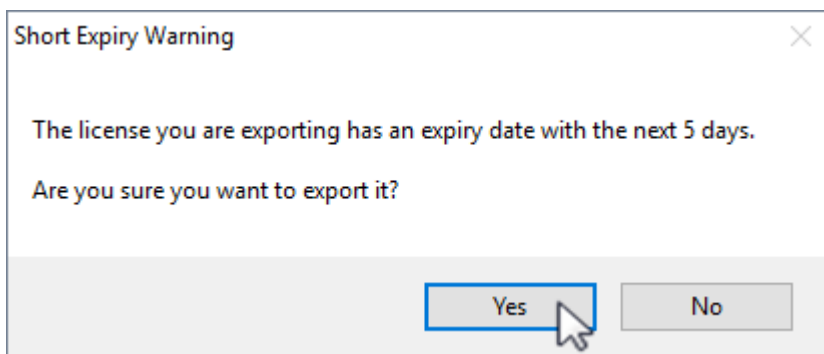 Short Expiry Warning
The license you are exporting has an expiry date with the next 5 days.
Are you sure you want to export it?
Yes
No